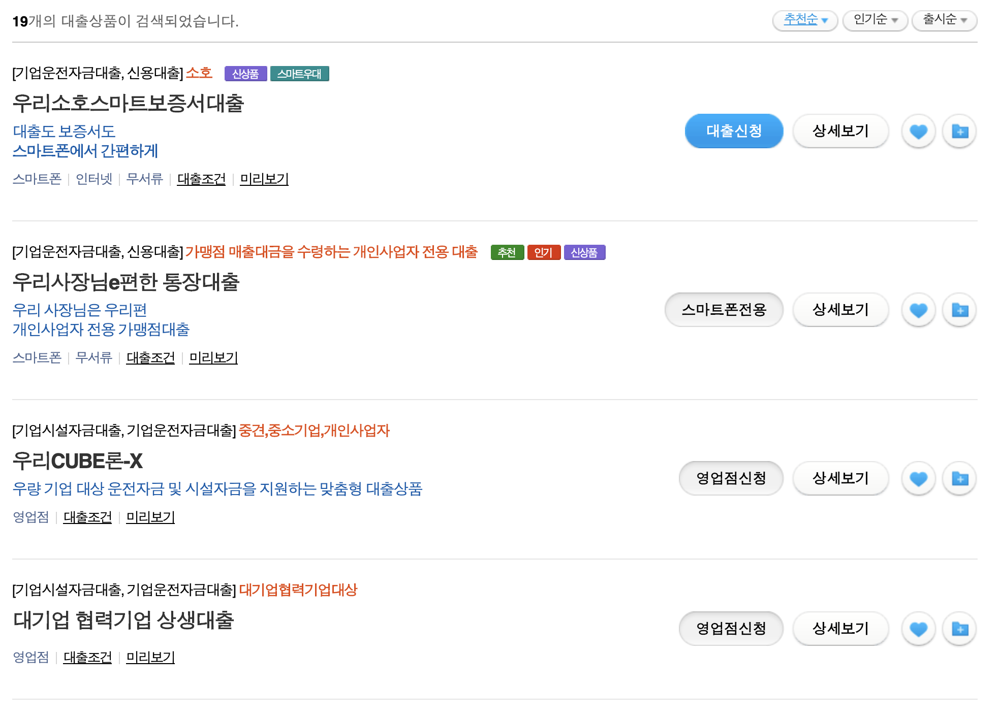 19개의 대출상품이 검색되었습니다.
추천순 인기순 출시순
[기업운전자금대출, 신용대출] 소호 신상품 스마트우대
우리소호스마트보증서대출
대출도 보증서도
스마트폰에서 간편하게
대출신청 상세보기
스마트폰 | 인터넷 | 무서류 | 대출조건 | 미리보기
[기업운전자금대출, 신용대출] 가맹점 매출대금을 수령하는 개인사업자 전용 대출 추천 인기 신상품
우리사장님e편한 통장대출
우리 사장님은 우리편
개인사업자 전용 가맹점대출
스마트폰전용 상세보기
스마트폰 | 무서류 | 대출조건 | 미리보기
[기업시설자금대출, 기업운전자금대출] 중견,중소기업,개인사업자
우리CUBE론-X
우량 기업 대상 운전자금 및 시설자금을 지원하는 맞춤형 대출상품
영업점신청 상세보기
영업점 | 대출조건 | 미리보기
[기업시설자금대출, 기업운전자금대출] 대기업협력기업대상
대기업 협력기업 상생대출
영업점신청 상세보기
영업점 | 대출조건 | 미리보기